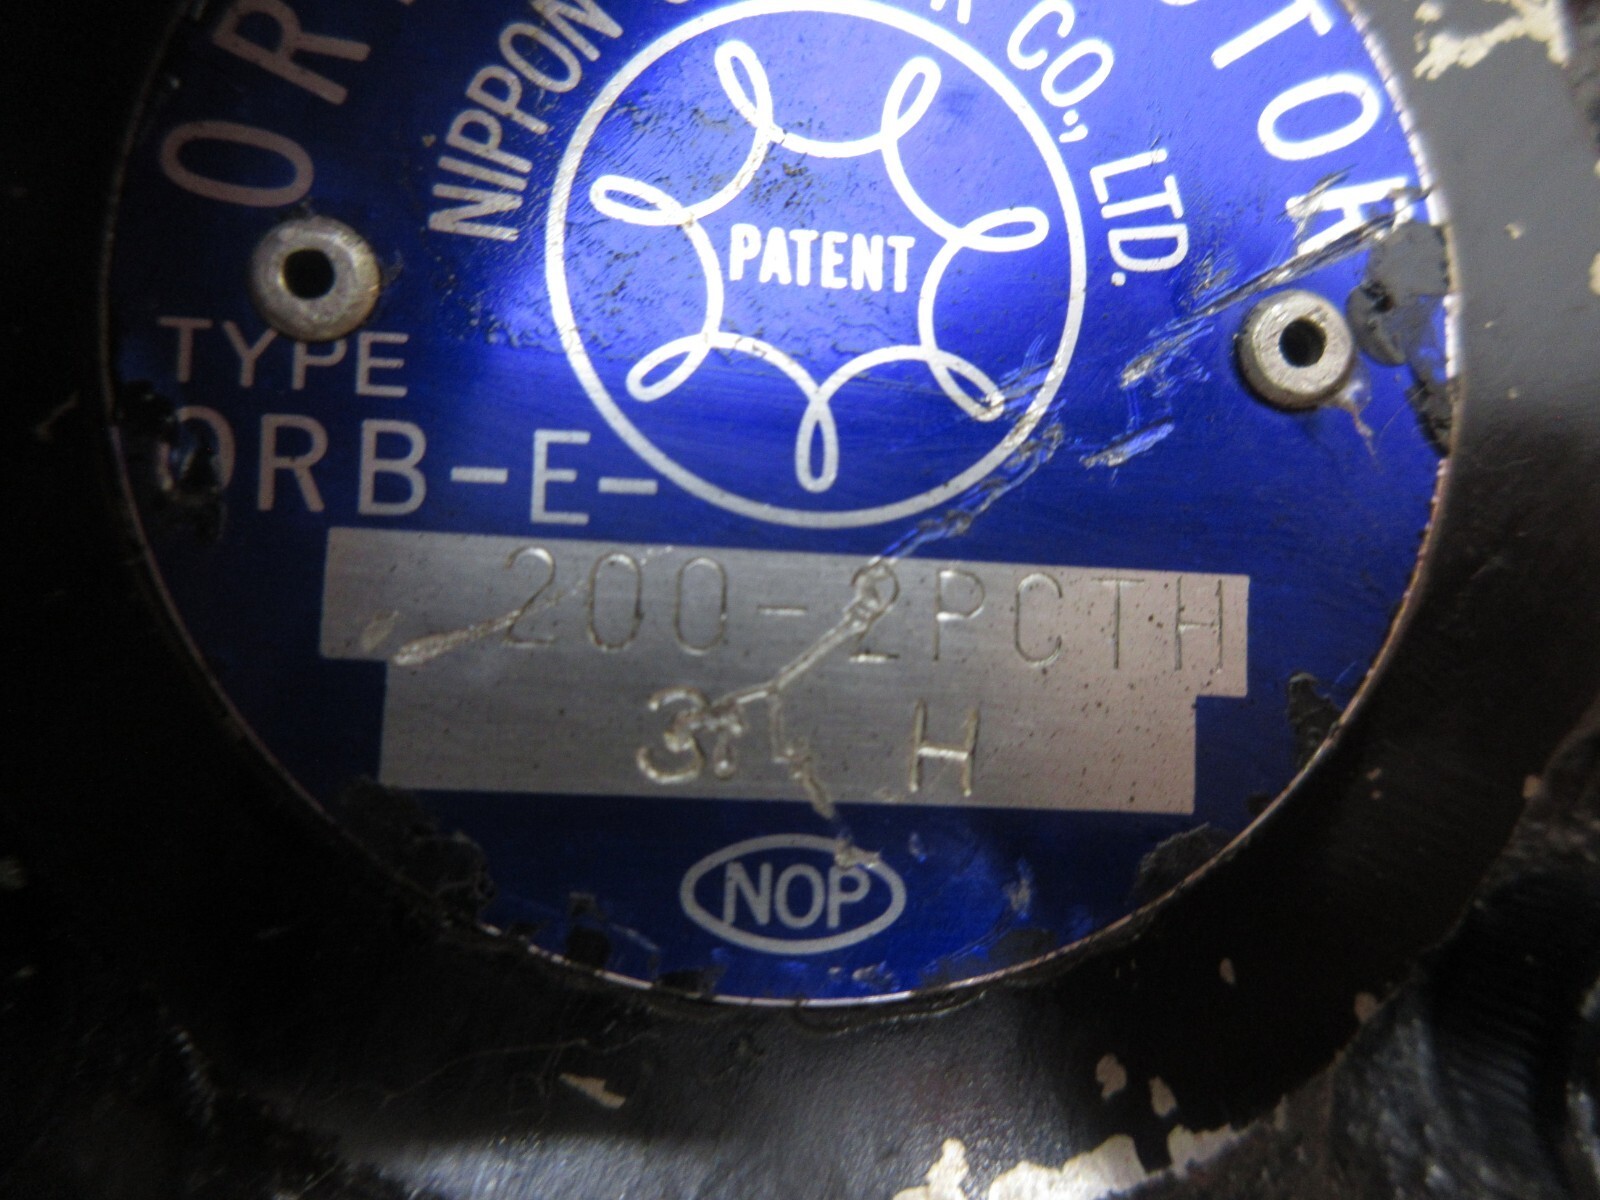 NIPPON CO., LTD.
PATENT
TYPE
ORB-E-
200-2PCTH
H
NOP